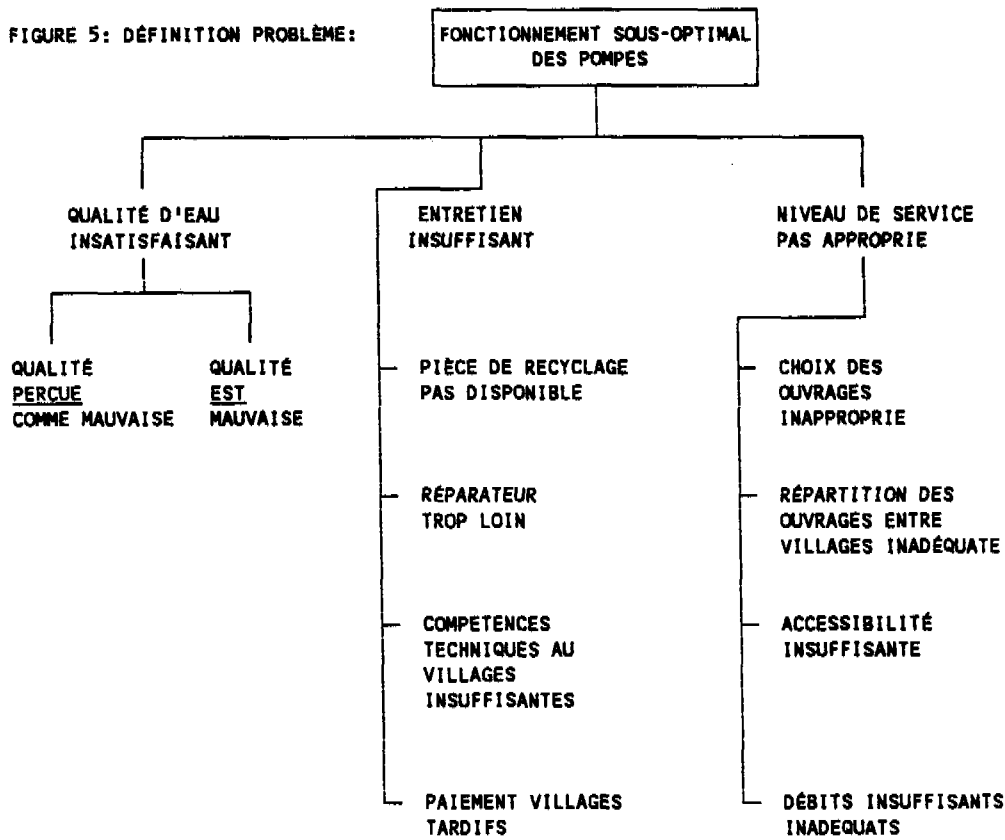 FIGURE 5: DÉFINITION PROBLÈME:
FONCTIONNEMENT SOUS-OPTIMAL
DES POMPES
QUALITÉ D'EAU
INSATISFAISANT
QUALITÉ
PERCUE
COMME MAUVAISE
QUALITÉ
EST
MAUVAISE
ENTRETIEN
INSUFFISANT
PIÈCE DE RECYCLAGE
PAS DISPONIBLE
RÉPARATEUR
TROP LOIN
COMPETENCES
TECHNIQUES AU
VILLAGES
INSUFFISANTES
PAIEMENT VILLAGES
TARDIFS
NIVEAU DE SERVICE
PAS APPROPRIE
CHOIX DES
OUVRAGES
INAPPROPRIE
RÉPARTITION DES
OUVRAGES ENTRE
VILLAGES INADÉQUATE
ACCESSIBILITÉ
INSUFFISANTE
DÉBITS INSUFFISANTS
INADEQUATS